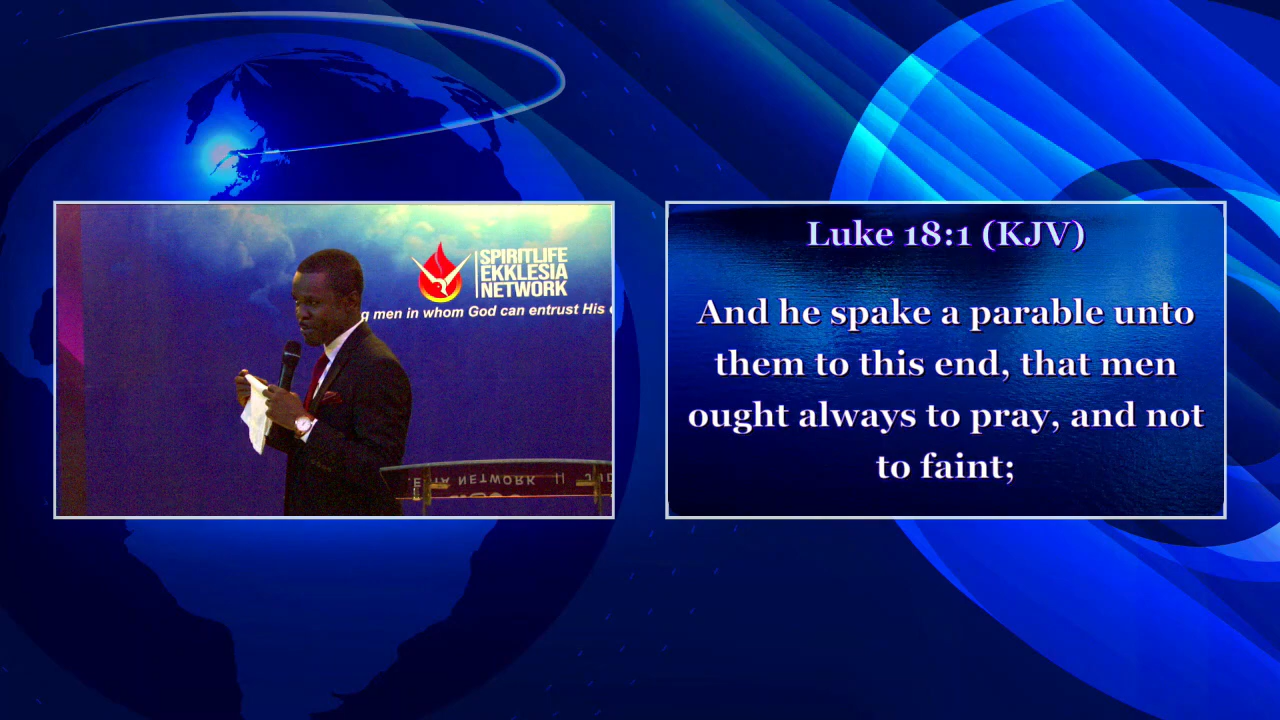 SPIRITLIFE
EKKLESIA
NETWORK
men in whom God can entrust His
NETWORK
Luke 18:1 (KJV)
And he spake a parable unto
them to this end, that men
ought always to pray, and not
to faint;